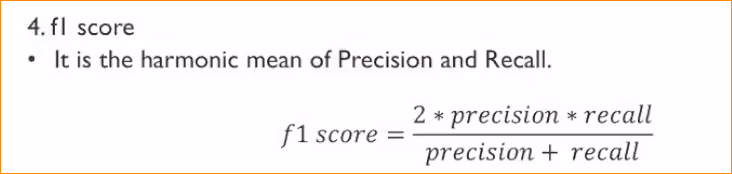 4. f1 score
• It is the harmonic mean of Precision and Recall.
f1 score = 2 * precision * recall / precision + recall